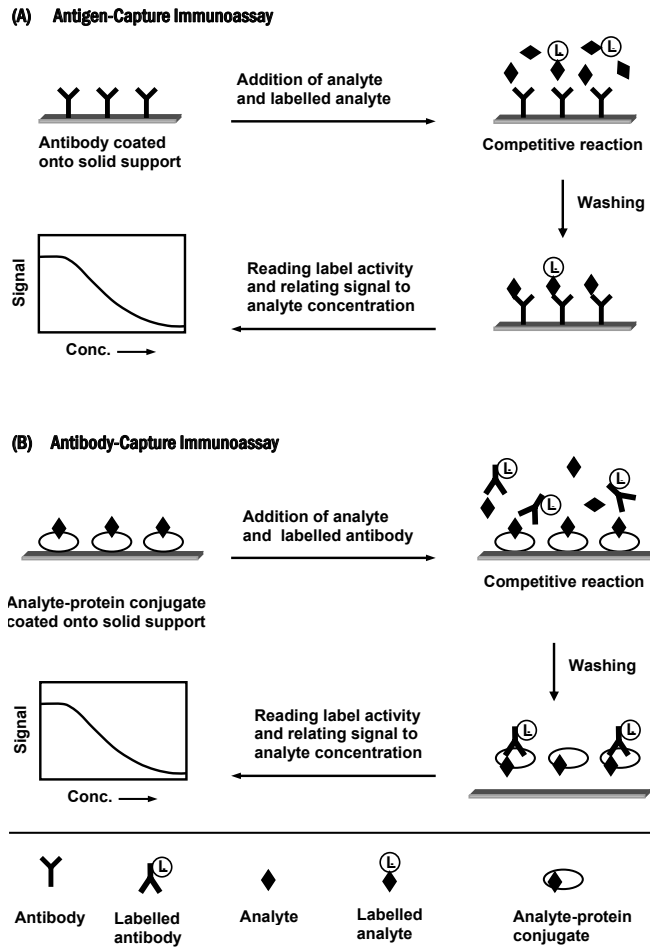 (A) Antigen-Capture Immunoassay
Addition of analyte
and labelled analyte
L
L
Antibody coated
onto solid support
Competitive reaction
Washing
L
Signal
Conc.
Reading label activity
and relating signal to
analyte concentration
(B) Antibody-Capture Immunoassay
L
L
L
Addition of analyte
and labelled antibody
Analyte-protein conjugate
coated onto solid support
Competitive reaction
Washing
L
L
Signal
Conc.
Reading label activity
and relating signal to
analyte concentration
L
L
Antibody
Labelled
antibody
Analyte
Labelled
analyte
Analyte-protein
conjugate